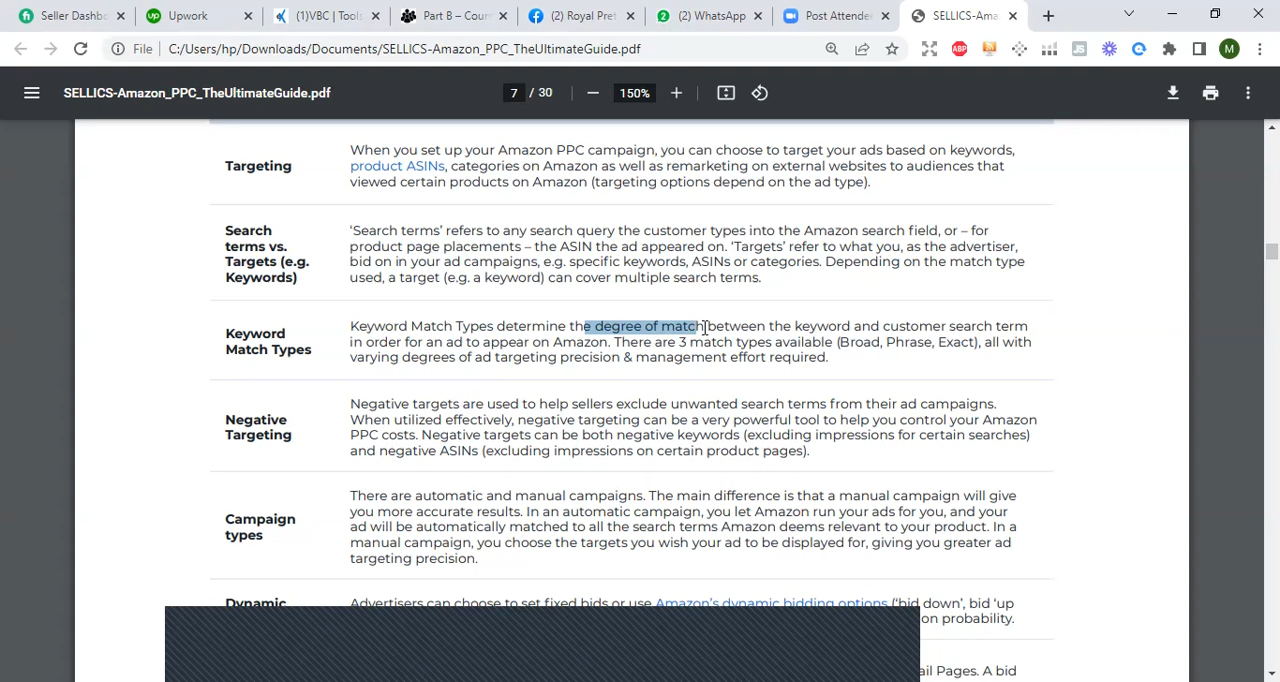 Seller Dashbo
Upwork
(1)VBC | Tools
Part B – Cour
(2) Royal Pret
(2) WhatsApp
Post Attende
SELLICS-Ama
File
C:/Users/hp/Downloads/Documents/SELLICS-Amazon_PPC_TheUltimateGuide.pdf
ABP
JS
M
SELLICS-Amazon_PPC_TheUltimateGuide.pdf
7 / 30
150%
Targeting
When you set up your Amazon PPC campaign, you can choose to target your ads based on keywords,
product ASINs, categories on Amazon as well as remarketing on external websites to audiences that
viewed certain products on Amazon (targeting options depend on the ad type).
Search
terms vs.
Targets (e.g.
Keywords)
‘Search terms’ refers to any search query the customer types into the Amazon search field, or – for
product page placements – the ASIN the ad appeared on. ‘Targets’ refer to what you, as the advertiser,
bid on in your ad campaigns, e.g. specific keywords, ASINs or categories. Depending on the match type
used, a target (e.g. a keyword) can cover multiple search terms.
Keyword
Match Types
Keyword Match Types determine the degree of match between the keyword and customer search term
in order for an ad to appear on Amazon. There are 3 match types available (Broad, Phrase, Exact), all with
varying degrees of ad targeting precision & management effort required.
Negative
Targeting
Negative targets are used to help sellers exclude unwanted search terms from their ad campaigns.
When utilized effectively, negative targeting can be a very powerful tool to help you control your Amazon
PPC costs. Negative targets can be both negative keywords (excluding impressions for certain searches)
and negative ASINs (excluding impressions on certain product pages).
Campaign
types
There are automatic and manual campaigns. The main difference is that a manual campaign will give
you more accurate results. In an automatic campaign, you let Amazon run your ads for you, and your
ad will be automatically matched to all the search terms Amazon deems relevant to your product. In a
manual campaign, you choose the targets you wish your ad to be displayed for, giving you greater ad
targeting precision.
Dynamic
Advertisers can choose to set fixed bids or use Amazon’s dynamic bidding options (‘bid down’, bid ‘up
on probability.
ail Pages. A bid